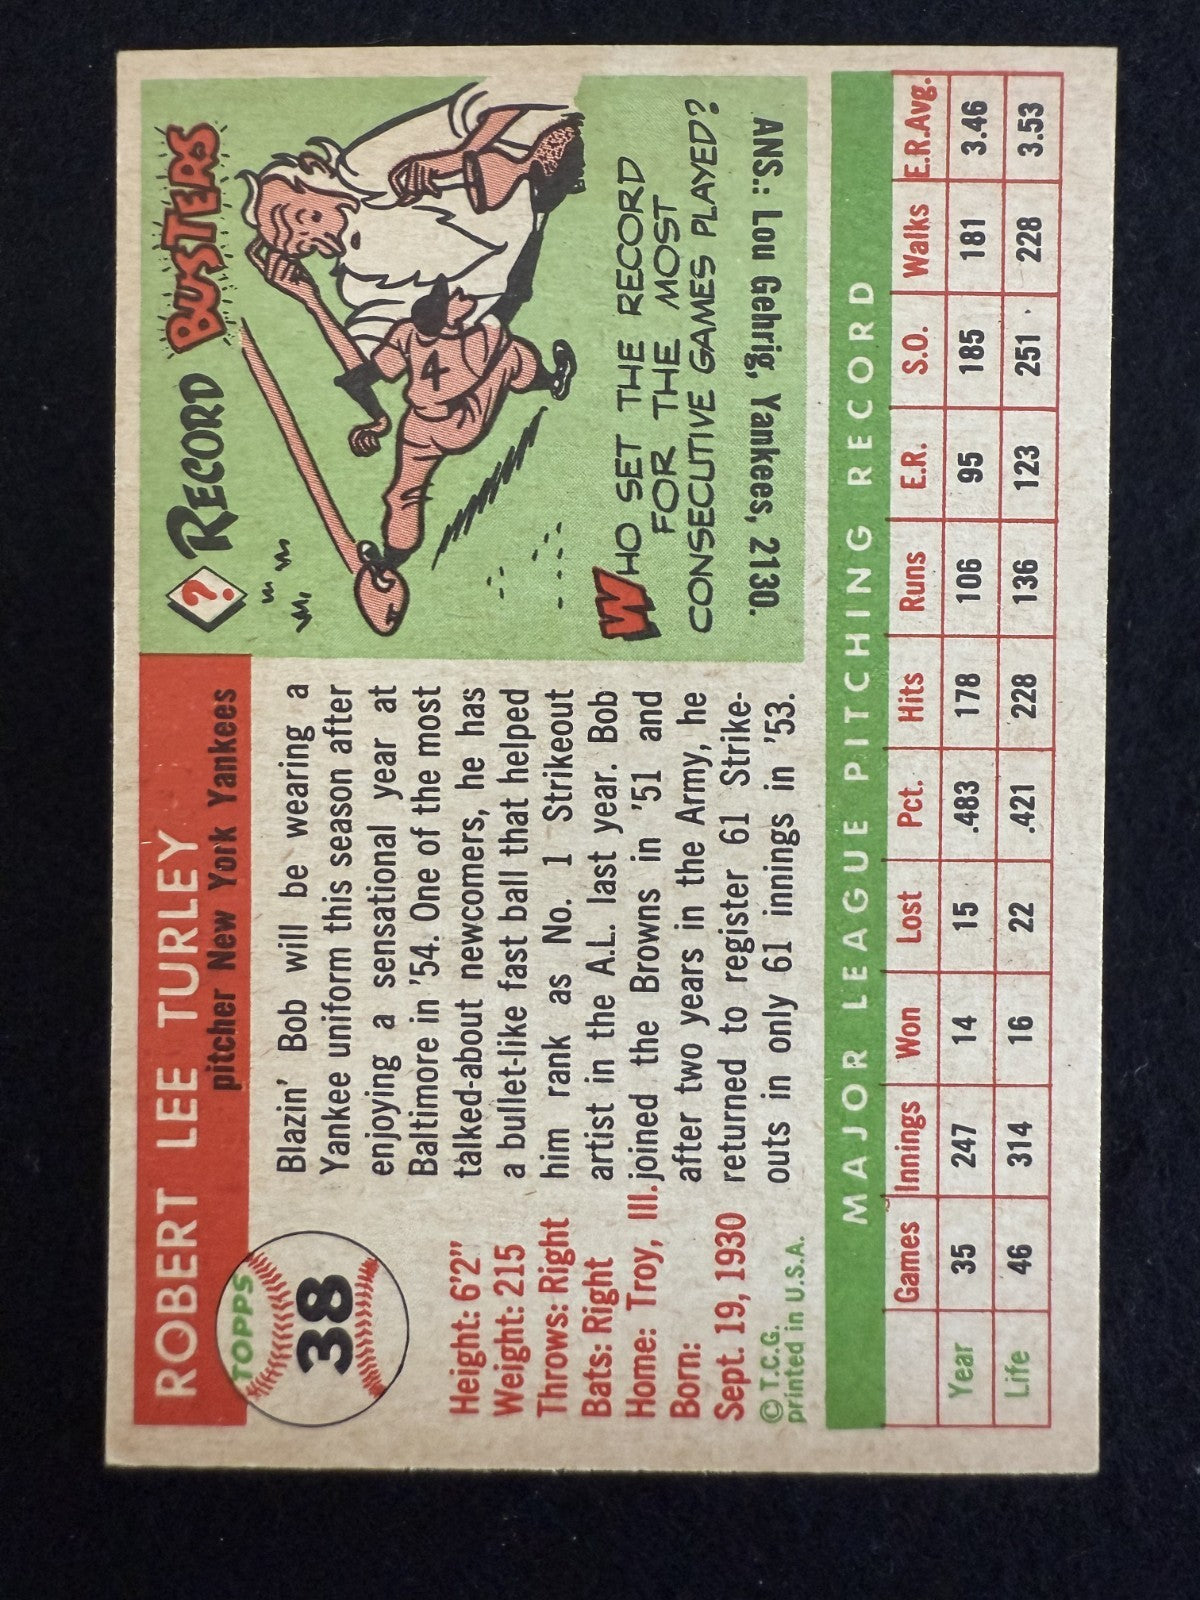 ROBERT LEE TURLEY
pitcher New York Yankees
TOPPS
38
Height: 6'2"
Weight: 215
Throws: Right
Bats: Right
Home: Troy, Ill.
Born:
Sept. 19, 1930
© T.C.G.
printed in U.S.A.
Blazin' Bob will be wearing a
Yankee uniform this season after
enjoying a sensational year at
Baltimore in '54. One of the most
talked-about newcomers, he has
a bullet-like fast ball that helped
him rank as No. 1 Strikeout
artist in the A.L. last year. Bob
joined the Browns in '51 and
after two years in the Army, he
returned to register 61 Strike-
outs in only 61 innings in '53.
? RECORD BUSTERS
4
WHO SET THE RECORD
FOR THE MOST
CONSECUTIVE GAMES PLAYED?
ANS.: Lou Gehrig, Yankees, 2130.
MAJOR LEAGUE PITCHING RECORD
Games Innings Won Lost Pct. Hits Runs E.R. S.O. Walks E.R.Avg.
Year 35 247 14 15 .483 178 106 95 185 181 3.46
Life 46 314 16 22 .421 228 136 123 251 228 3.53